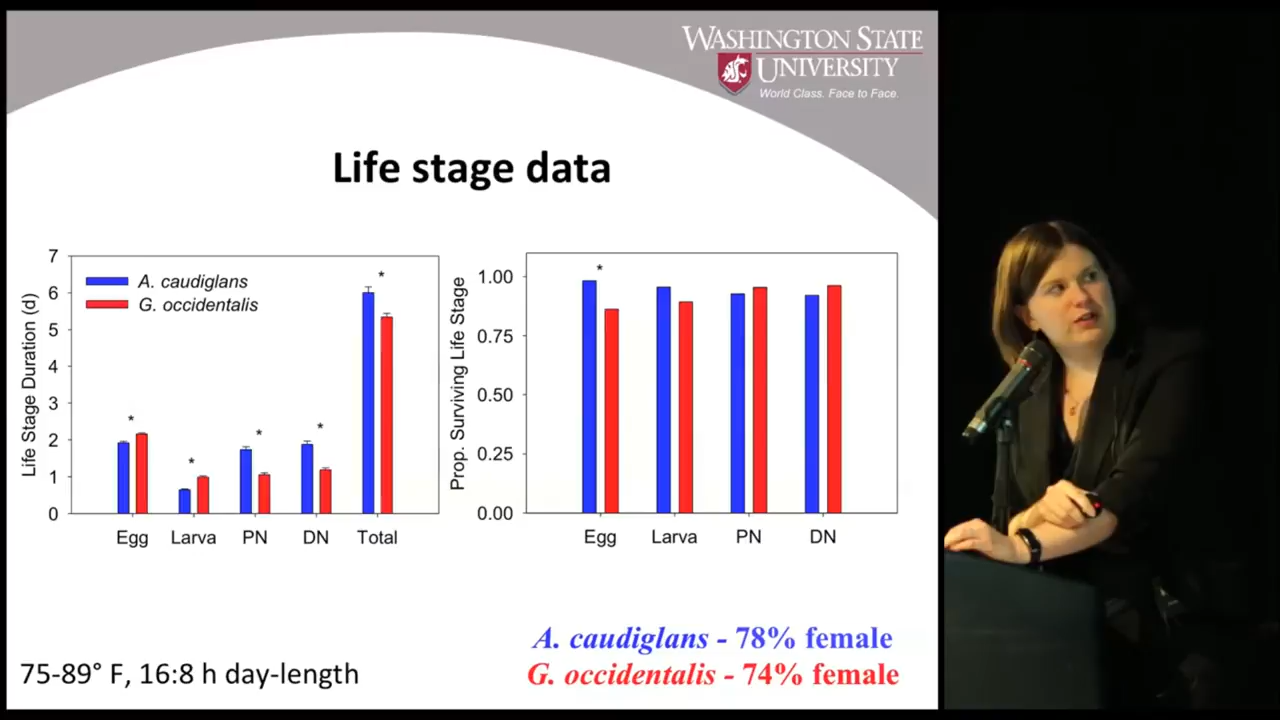 WASHINGTON STATE
UNIVERSITY
World Class. Face to Face.
Life stage data
7
6
5
4
3
2
1
0
Life Stage Duration (d)
A. caudiglans
G. occidentalis
*
*
*
*
*
Egg
Larva
PN
DN
Total
1.00
0.75
0.50
0.25
0.00
Prop. Surviving Life Stage
*
Egg
Larva
PN
DN
A. caudiglans - 78% female
G. occidentalis - 74% female
75-89° F, 16:8 h day-length